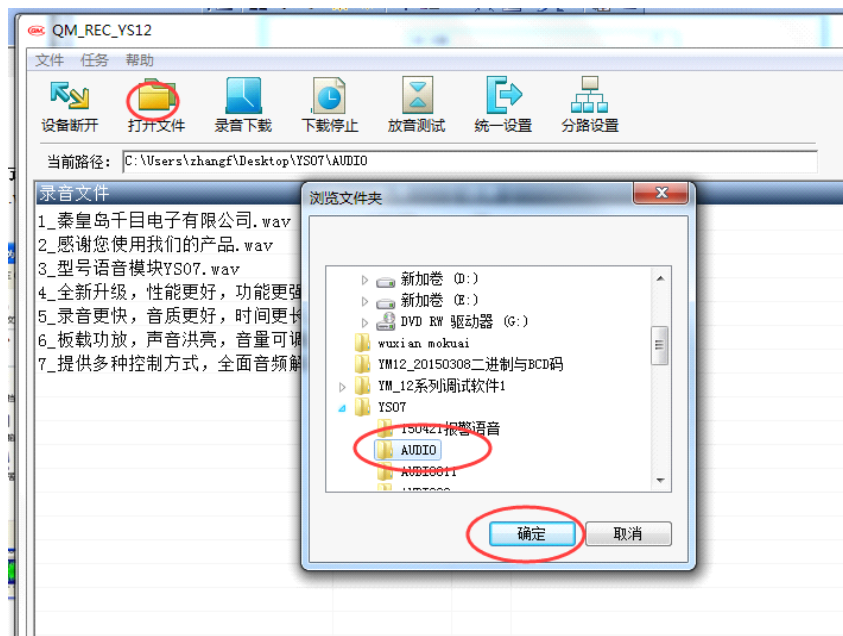 QM QM_REC_YS12
文件 任务 帮助
设备断开 打开文件 录音下载 下载停止 放音测试 统一设置 分路设置
当前路径: C:\Users\zhangf\Desktop\YS07\AUDIO
录音文件
1_秦皇岛千目电子有限公司.wav
2_感谢您使用我们的产品.wav
3_型号语音模块YS07.wav
4_全新升级，性能更好，功能更强
5_录音更快，音质更好，时间更长
6_板载功放，声音洪亮，音量可调
7_提供多种控制方式，全面音频解
浏览文件夹
新加卷 (D:)
新加卷 (E:)
DVD RW 驱动器 (G:)
wuxian mokuai
YM12_20150308二进制与BCD码
YM_12系列调试软件1
YS07
150421报警语音
AUDIO
AUDIO011
确定 取消